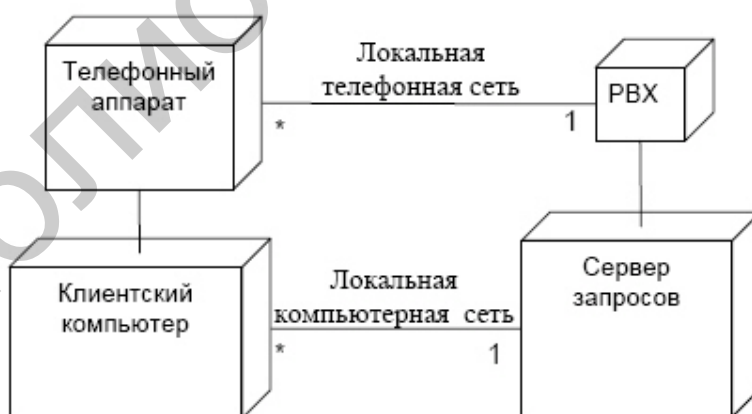 Телефонный
аппарат
Локальная
телефонная сеть
PBX
*
1
Клиентский
компьютер
Локальная
компьютерная сеть
Сервер
запросов
*
1